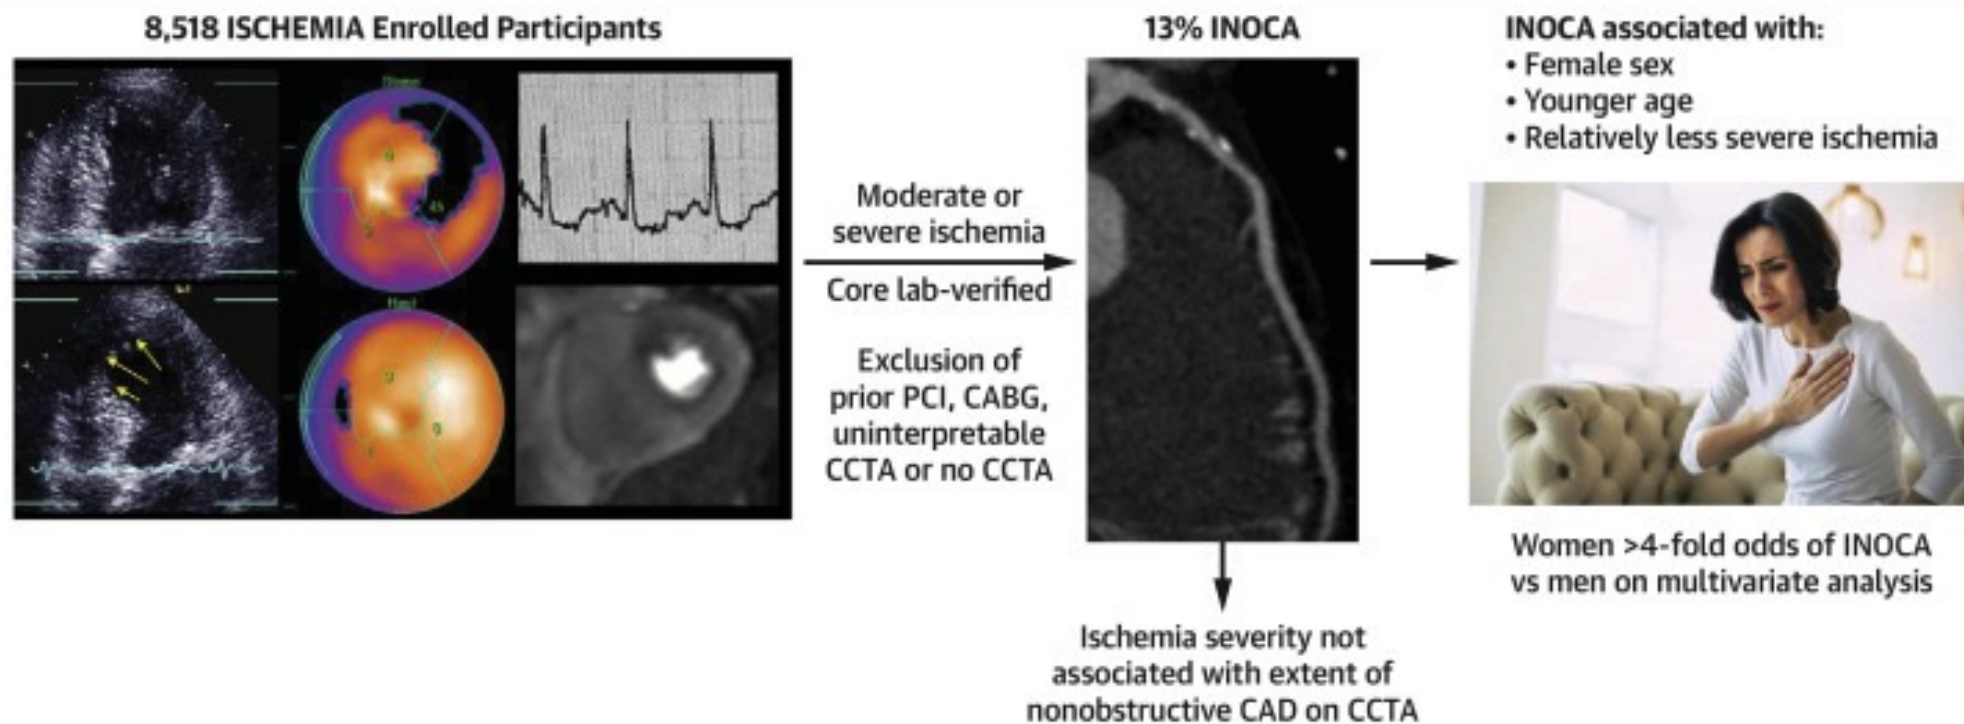 8,518 ISCHEMIA Enrolled Participants
Moderate or
severe ischemia
Core lab-verified
Exclusion of
prior PCI, CABG,
uninterpretable
CCTA or no CCTA
13% INOCA
Ischemia severity not
associated with extent of
nonobstructive CAD on CCTA
INOCA associated with:
• Female sex
• Younger age
• Relatively less severe ischemia
Women >4-fold odds of INOCA
vs men on multivariate analysis